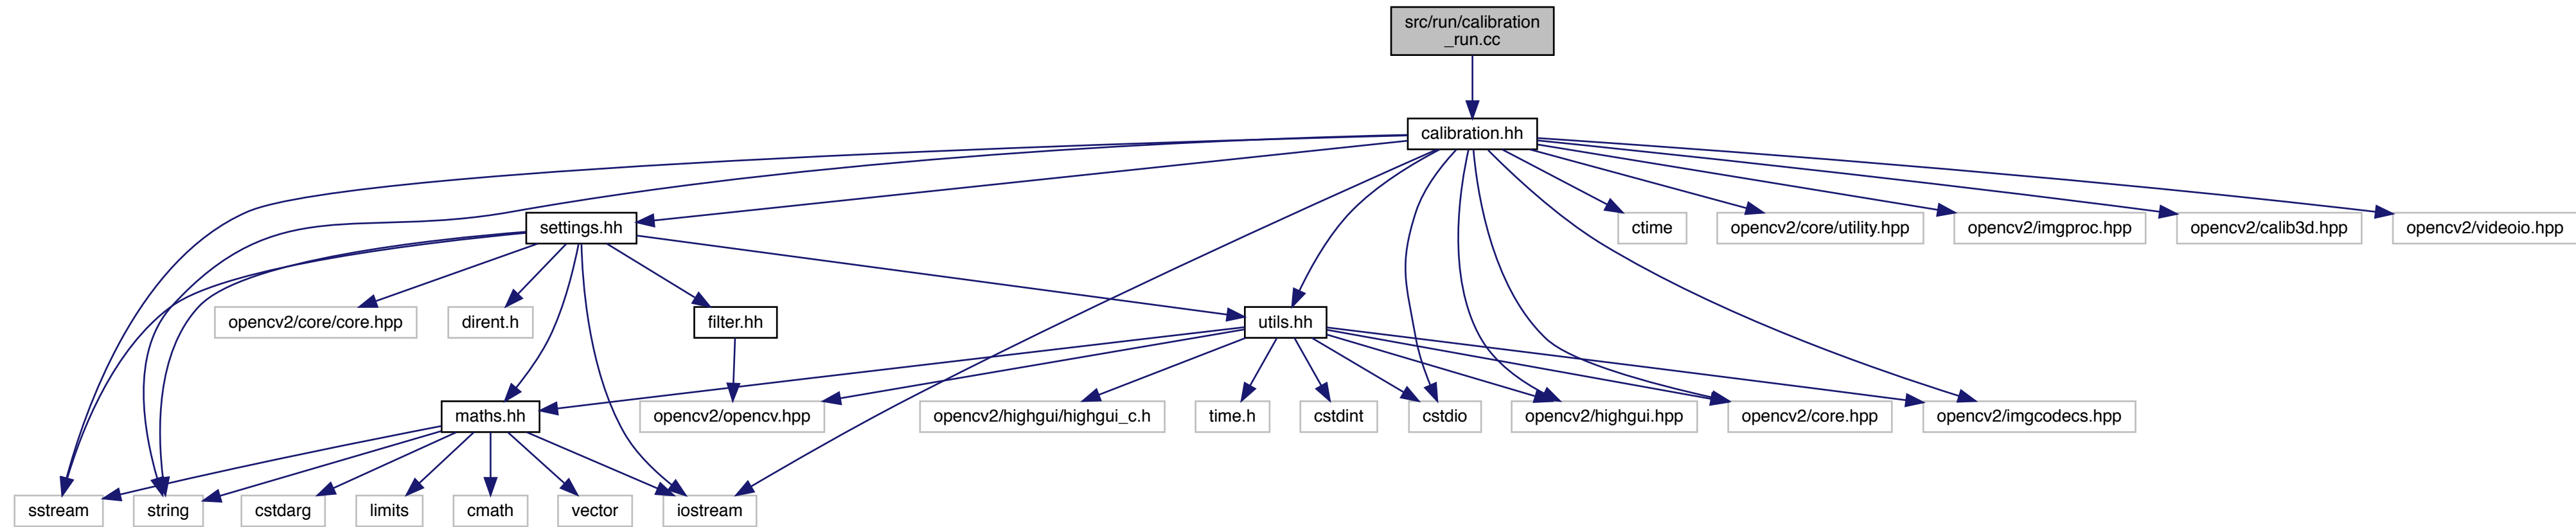 src/run/calibration
_run.cc
calibration.hh
settings.hh
ctime
opencv2/core/utility.hpp
opencv2/imgproc.hpp
opencv2/calib3d.hpp
opencv2/videoio.hpp
opencv2/core/core.hpp
dirent.h
filter.hh
utils.hh
maths.hh
opencv2/opencv.hpp
opencv2/highgui/highgui_c.h
time.h
cstdint
cstdio
opencv2/highgui.hpp
opencv2/core.hpp
opencv2/imgcodecs.hpp
sstream
string
cstdarg
limits
cmath
vector
iostream